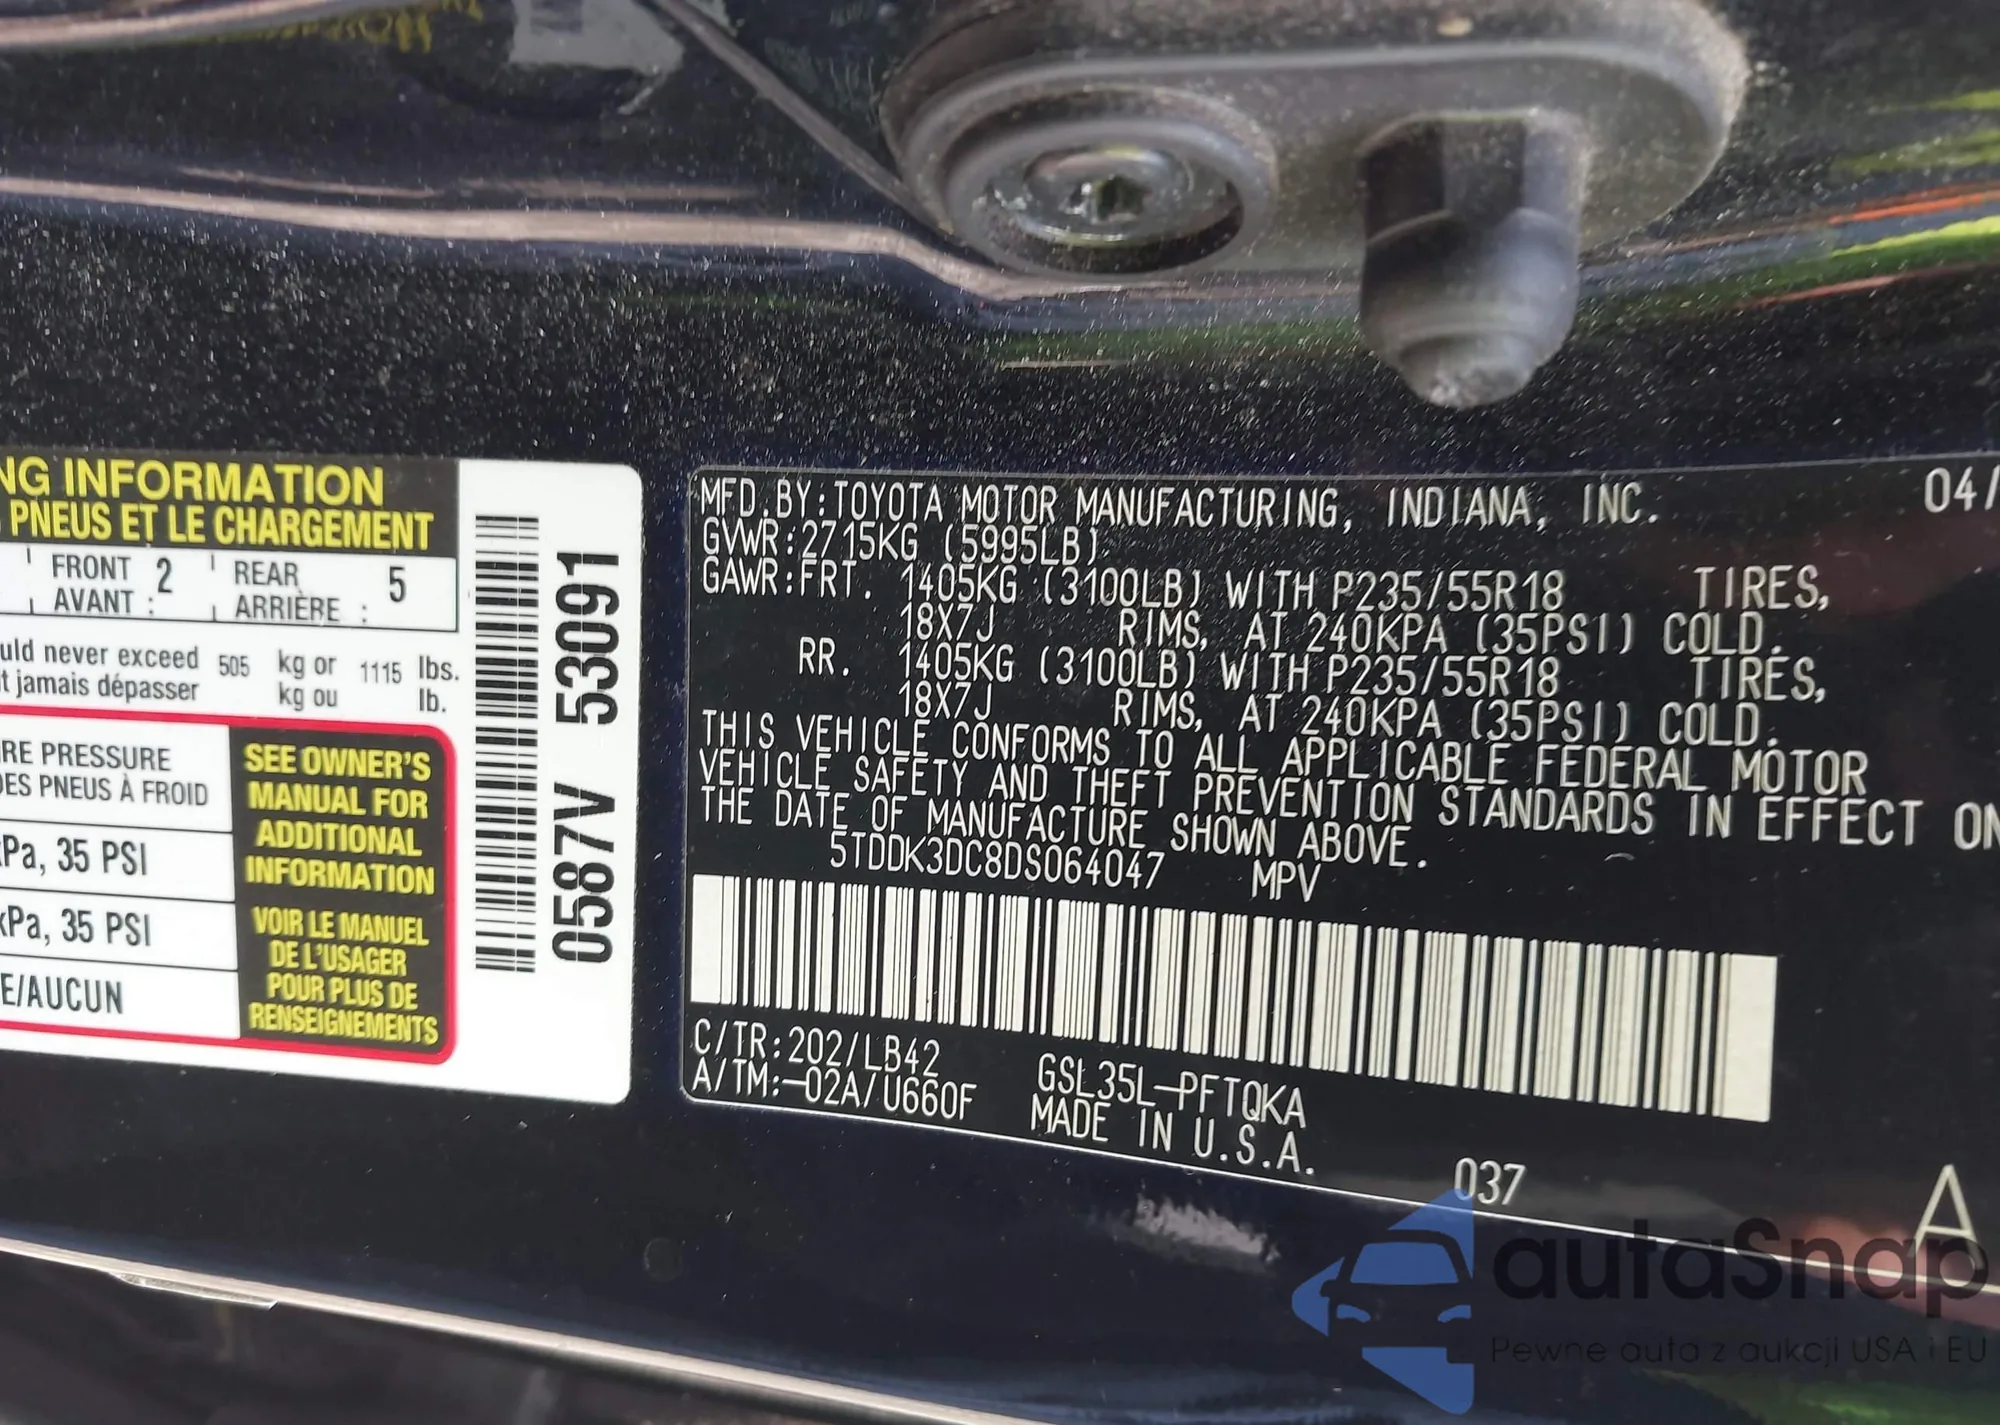 NG INFORMATION
PNEUS ET LE CHARGEMENT
FRONT 2 REAR 5
AVANT : ARRIÈRE :
uld never exceed 505 kg or 1115 lbs.
t jamais dépasser kg ou lb.
RE PRESSURE
DES PNEUS À FROID
kPa, 35 PSI
kPa, 35 PSI
E/AUCUN
SEE OWNER'S
MANUAL FOR
ADDITIONAL
INFORMATION
VOIR LE MANUEL
DE L'USAGER
POUR PLUS DE
RENSEIGNEMENTS
0587V 53091
MFD.BY:TOYOTA MOTOR MANUFACTURING, INDIANA, INC. 04/
GVWR:2715KG (5995LB)
GAWR:FRT. 1405KG (3100LB) WITH P235/55R18 TIRES,
18X7J RIMS, AT 240KPA (35PSI) COLD.
RR. 1405KG (3100LB) WITH P235/55R18 TIRES,
18X7J RIMS, AT 240KPA (35PSI) COLD.
THIS VEHICLE CONFORMS TO ALL APPLICABLE FEDERAL MOTOR
VEHICLE SAFETY AND THEFT PREVENTION STANDARDS IN EFFECT ON
THE DATE OF MANUFACTURE SHOWN ABOVE.
5TDDK3DC8DS064047 MPV
C/TR:202/LB42 GSL35L-PFTQKA
A/TM:-02A/U660F MADE IN U.S.A.
037
A
autaSnap
Pewne auta z aukcji USA i EU